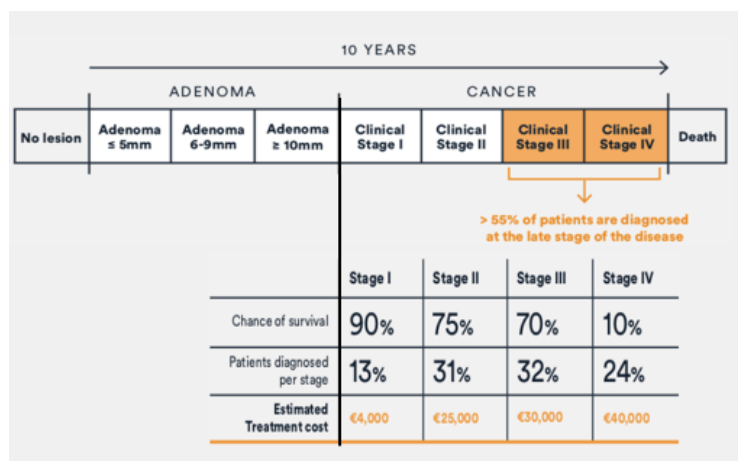 10 YEARS
ADENOMA CANCER
No lesion
Adenoma
≤ 5mm
Adenoma
6-9mm
Adenoma
≥ 10mm
Clinical
Stage I
Clinical
Stage II
Clinical
Stage III
Clinical
Stage IV
Death
> 55% of patients are diagnosed
at the late stage of the disease
Stage I Stage II Stage III Stage IV
Chance of survival 90% 75% 70% 10%
Patients diagnosed
per stage 13% 31% 32% 24%
Estimated
Treatment cost €4,000 €25,000 €30,000 €40,000